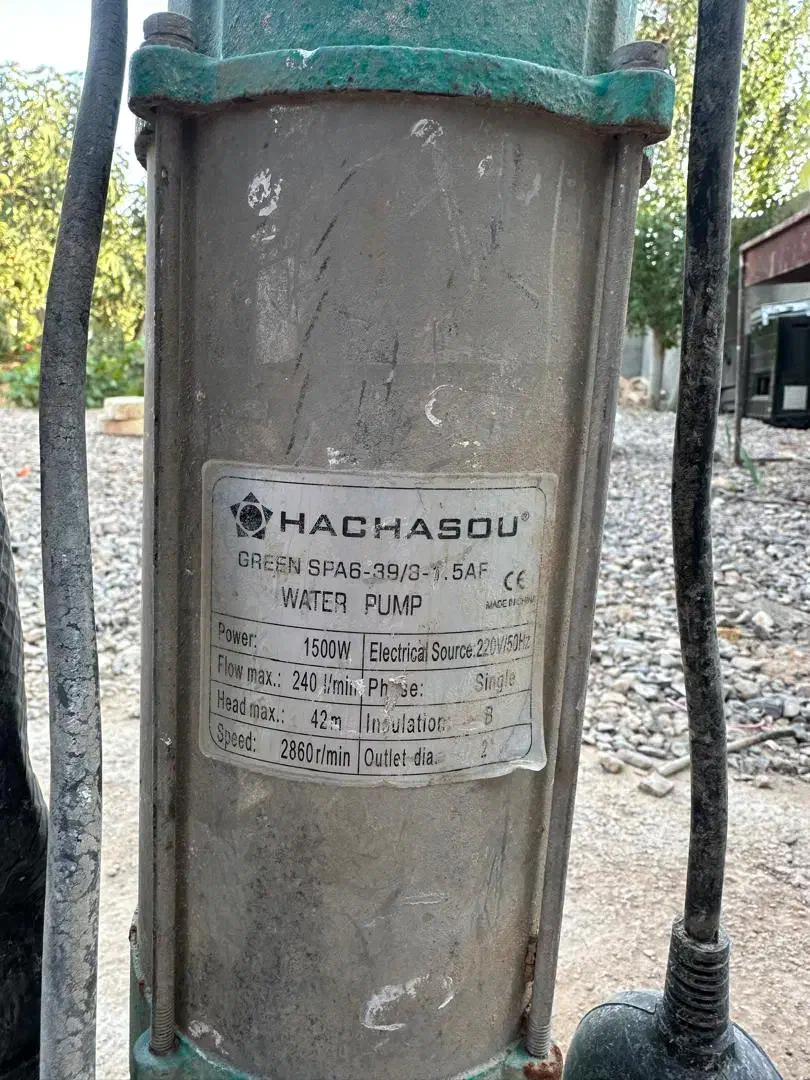 HACHASOU®
GREEN SPA6-39/3-1.5AF
WATER PUMP
CE
MADE IN CHINA
Power: 1500W Electrical Source: 220V/50Hz
Flow max.: 240 l/min Phase: Single
Head max.: 42m Insulation: B
Speed: 2860r/min Outlet dia. 2"